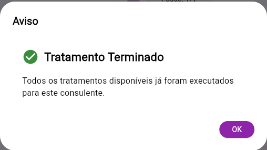 Aviso
Tratamento Terminado
Todos os tratamentos disponíveis já foram executados
para este consulente.
OK